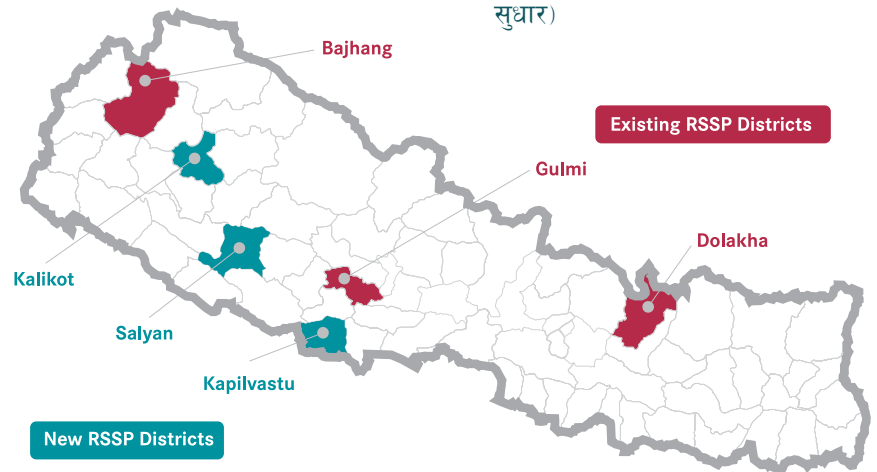 सुधार)
Bajhang
Existing RSSP Districts
Gulmi
Dolakha
Kalikot
Salyan
Kapilvastu
New RSSP Districts